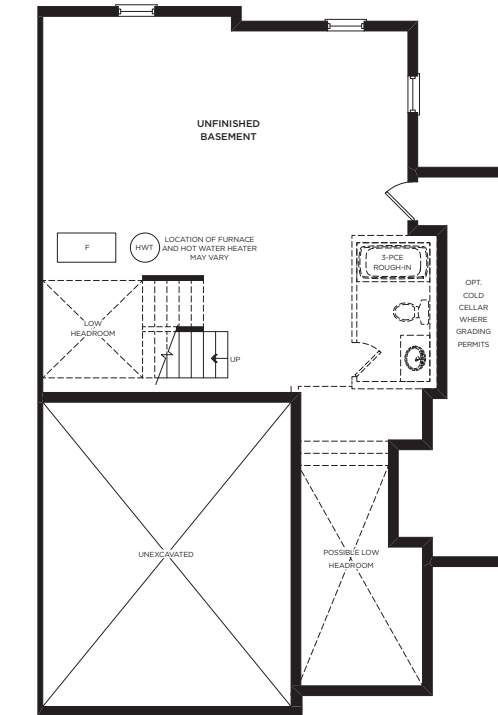 UNFINISHED
BASEMENT
F
HWT
LOCATION OF FURNACE
AND HOT WATER HEATER
MAY VARY
3-PCE
ROUGH-IN
OPT.
COLD
CELLAR
WHERE
GRADING
PERMITS
LOW
HEADROOM
UP
UNEXCAVATED
POSSIBLE LOW
HEADROOM